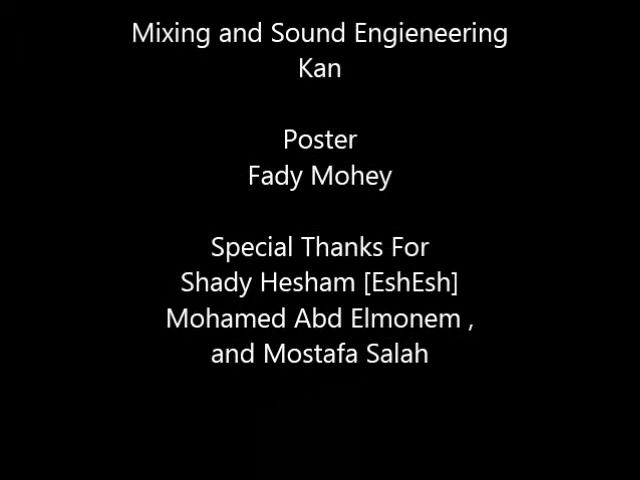 Mixing and Sound Engieneering
Kan
Poster
Fady Mohey
Special Thanks For
Shady Hesham [EshEsh]
Mohamed Abd Elmonem ,
and Mostafa Salah